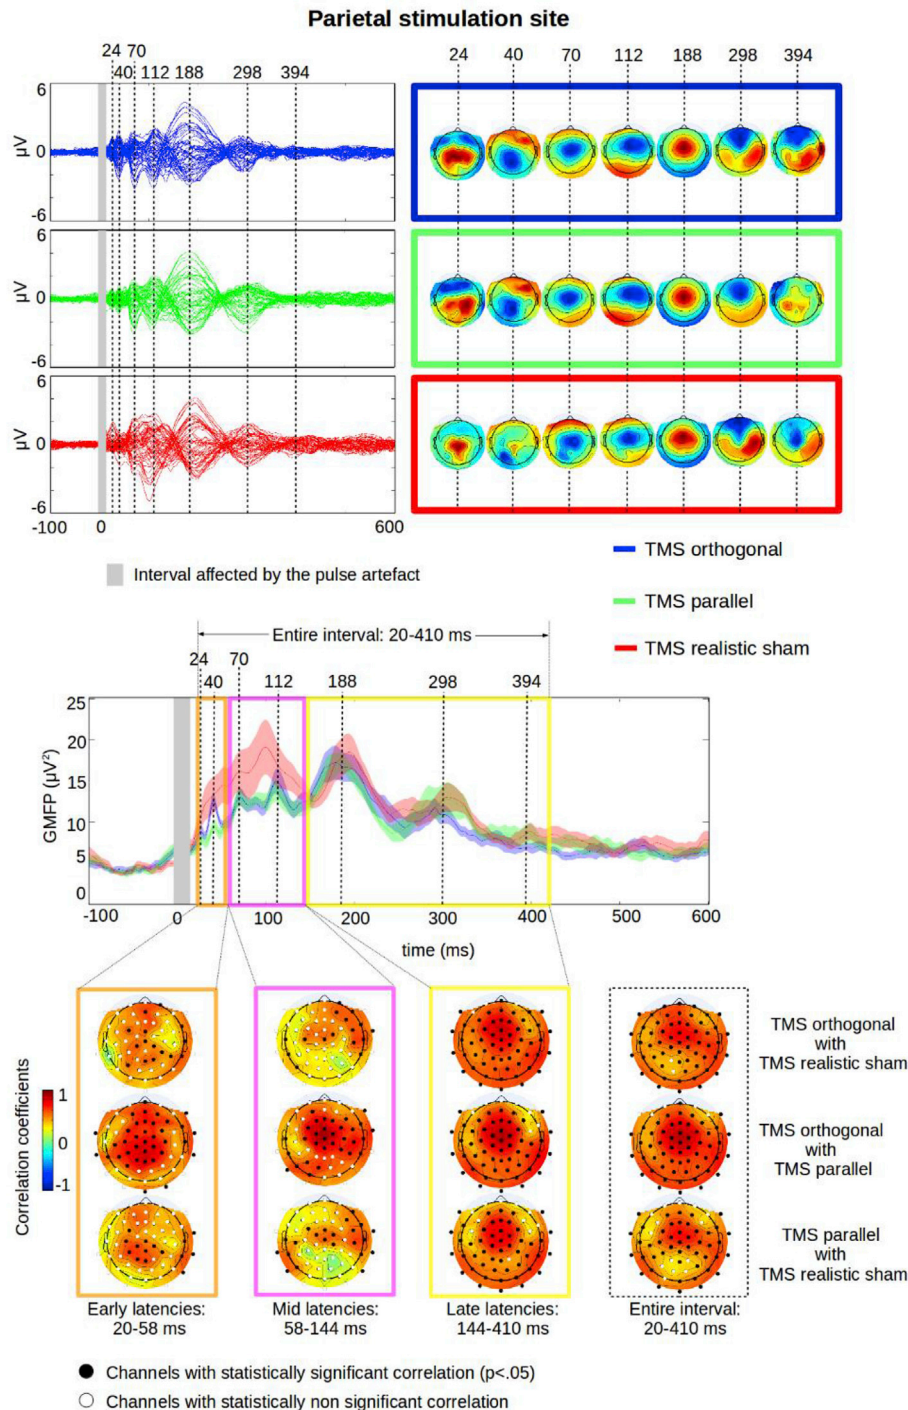 Parietal stimulation site
24 70
40 112 188 298 394
24 40 70 112 188 298 394
6
μV
0
-6
6
μV
0
-6
6
μV
0
-6
-100 0 600
TMS orthogonal
Interval affected by the pulse artefact
TMS parallel
TMS realistic sham
Entire interval: 20-410 ms
24 70
40 112 188 298 394
25
20
15
10
5
0
GMFP (μV²)
-100 0 100 200 300 400 500 600
time (ms)
Correlation coefficients
1
0
-1
TMS orthogonal
with
TMS realistic sham
TMS orthogonal
with
TMS parallel
TMS parallel
with
TMS realistic sham
Early latencies:
20-58 ms
Mid latencies:
58-144 ms
Late latencies:
144-410 ms
Entire interval:
20-410 ms
Channels with statistically significant correlation (p<.05)
Channels with statistically non significant correlation